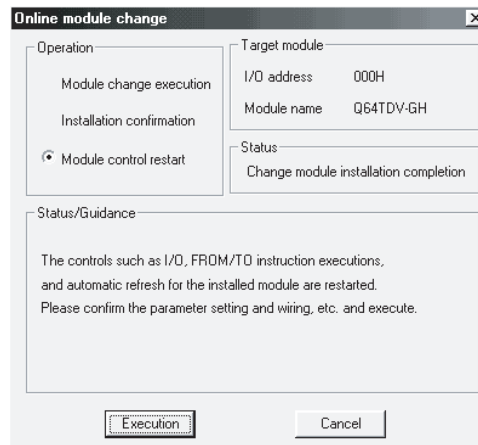 Online module change
Operation
Module change execution
Installation confirmation
Module control restart
Target module
I/O address 000H
Module name Q64TDV-GH
Status
Change module installation completion
Status/Guidance
The controls such as I/O, FROM/TO instruction executions,
and automatic refresh for the installed module are restarted.
Please confirm the parameter setting and wiring, etc. and execute.
Execution
Cancel